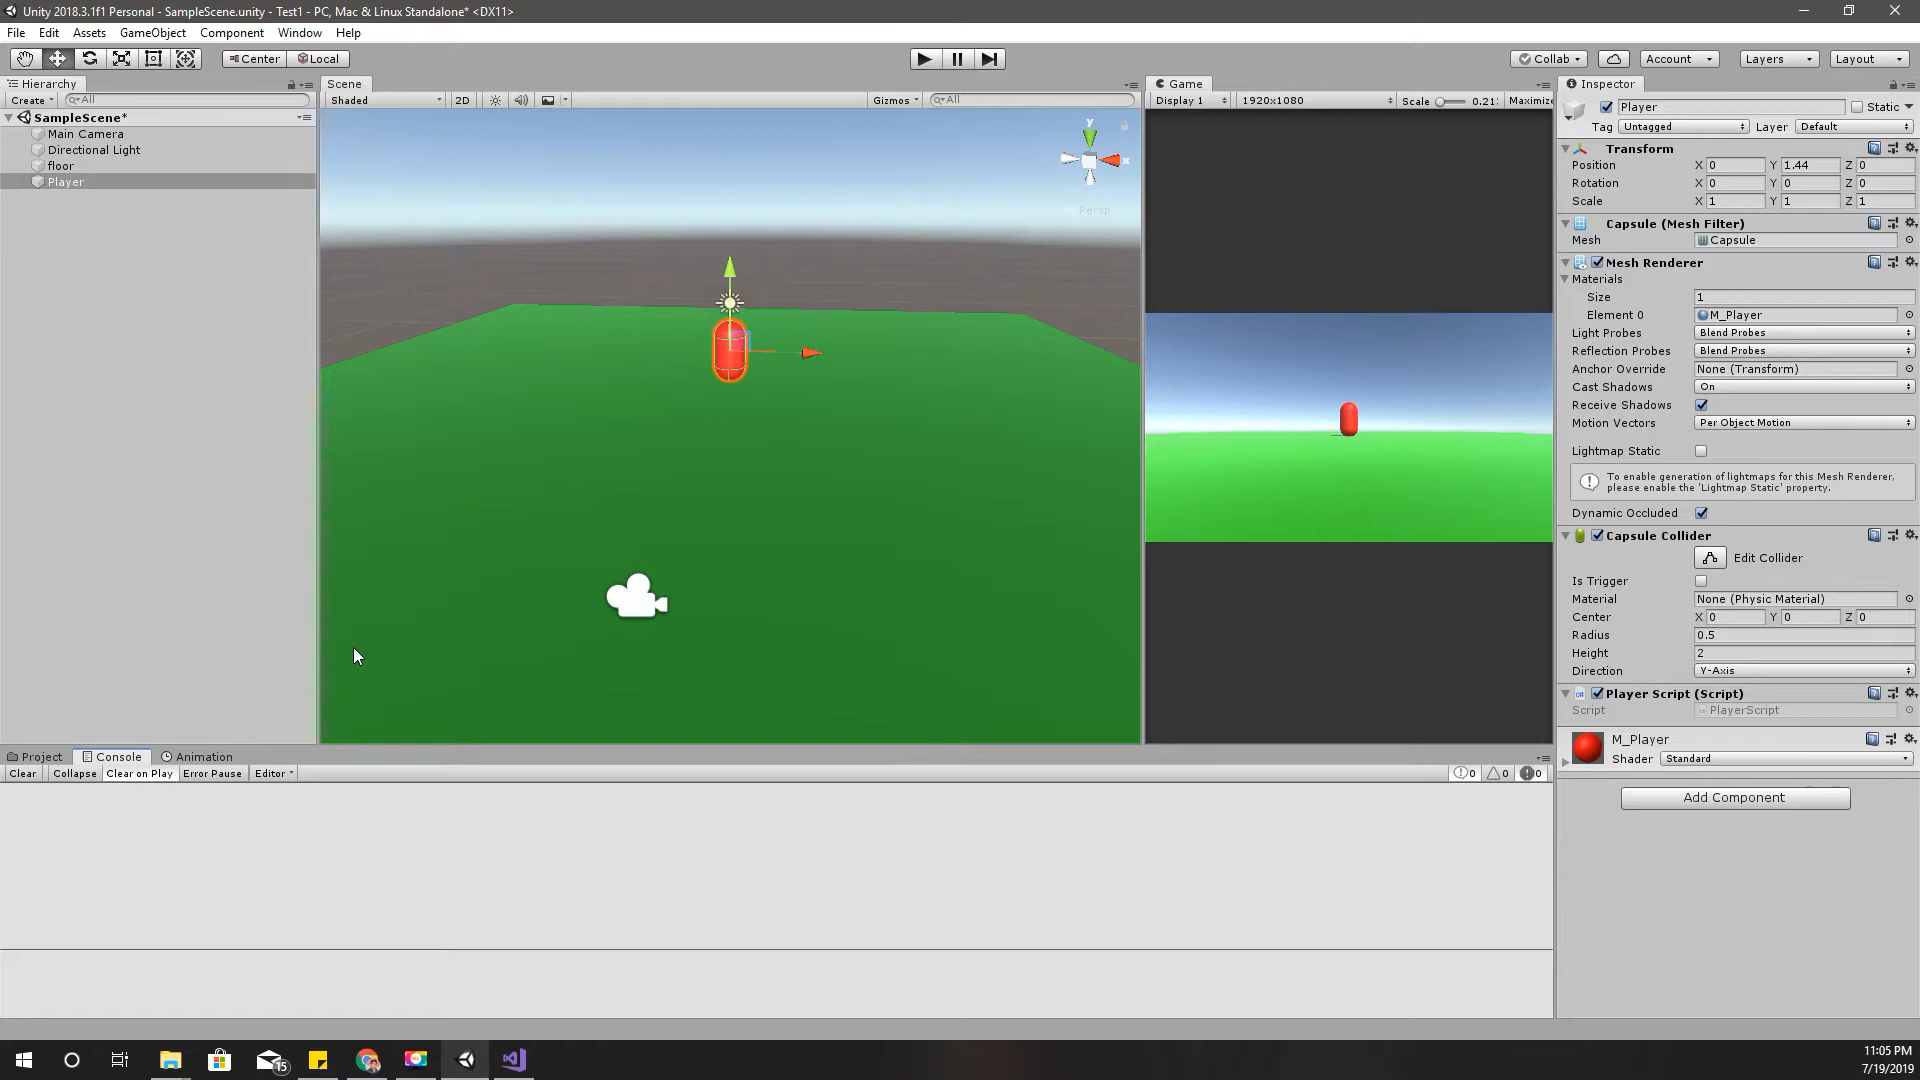 Unity 2018.3.1f1 Personal - SampleScene.unity - Test1 - PC, Mac & Linux Standalone* <DX11>
File Edit Assets GameObject Component Window Help
Center Local Collab Account Layers Layout
Hierarchy
Create All
SampleScene*
Main Camera
Directional Light
floor
Player
Scene
Shaded 2D Gizmos All
y
x
Persp
Game
Display 1 1920x1080 Scale 0.21 Maximize
Inspector
Player Static
Tag Untagged Layer Default
Transform
Position X 0 Y 1.44 Z 0
Rotation X 0 Y 0 Z 0
Scale X 1 Y 1 Z 1
Capsule (Mesh Filter)
Mesh Capsule
Mesh Renderer
Materials
Size 1
Element 0 M_Player
Light Probes Blend Probes
Reflection Probes Blend Probes
Anchor Override None (Transform)
Cast Shadows On
Receive Shadows
Motion Vectors Per Object Motion
Lightmap Static
To enable generation of lightmaps for this Mesh Renderer,
please enable the 'Lightmap Static' property.
Dynamic Occluded
Capsule Collider
Edit Collider
Is Trigger
Material None (Physic Material)
Center X 0 Y 0 Z 0
Radius 0.5
Height 2
Direction Y-Axis
Player Script (Script)
Script PlayerScript
M_Player
Shader Standard
Add Component
Project Console Animation
Clear Collapse Clear on Play Error Pause Editor 0 0 0
15
11:05 PM
7/19/2019